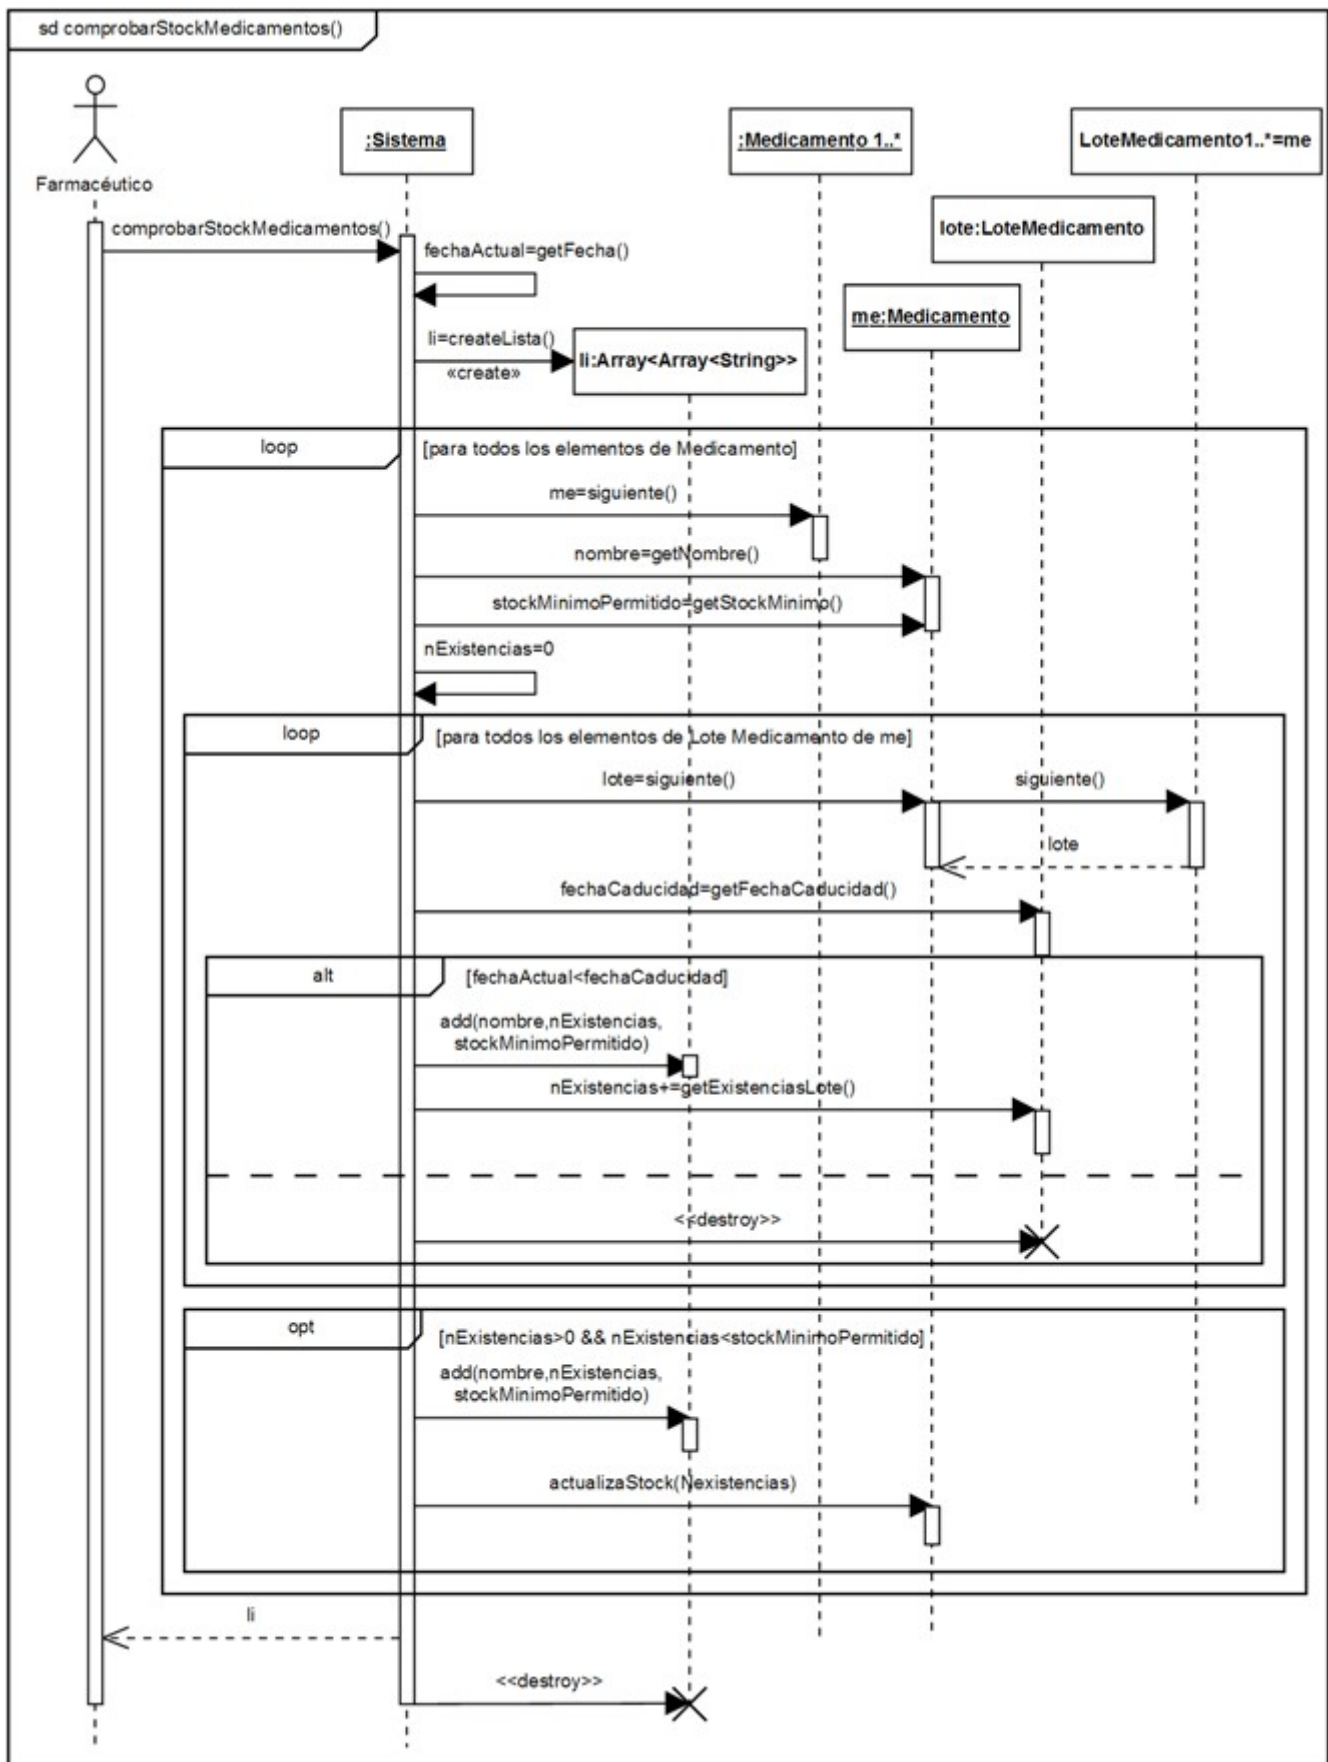 sd comprobarStockMedicamentos()
Farmacéutico
:Sistema
:Medicamento 1..*
LoteMedicamento1..*=me
lote:LoteMedicamento
me:Medicamento
comprobarStockMedicamentos()
fechaActual=getFecha()
li=createLista()
«create»
li:Array<Array<String>>
loop
[para todos los elementos de Medicamento]
me=siguiente()
nombre=getNombre()
stockMinimoPermitido=getStockMinimo()
nExistencias=0
loop
[para todos los elementos de Lote Medicamento de me]
lote=siguiente()
siguiente()
lote
fechaCaducidad=getFechaCaducidad()
alt
[fechaActual<fechaCaducidad]
add(nombre,nExistencias,
stockMinimoPermitido)
nExistencias+=getExistenciasLote()
<<destroy>>
opt
[nExistencias>0 && nExistencias<stockMinimoPermitido]
add(nombre,nExistencias,
stockMinimoPermitido)
actualizaStock(Nexistencias)
li
<<destroy>>